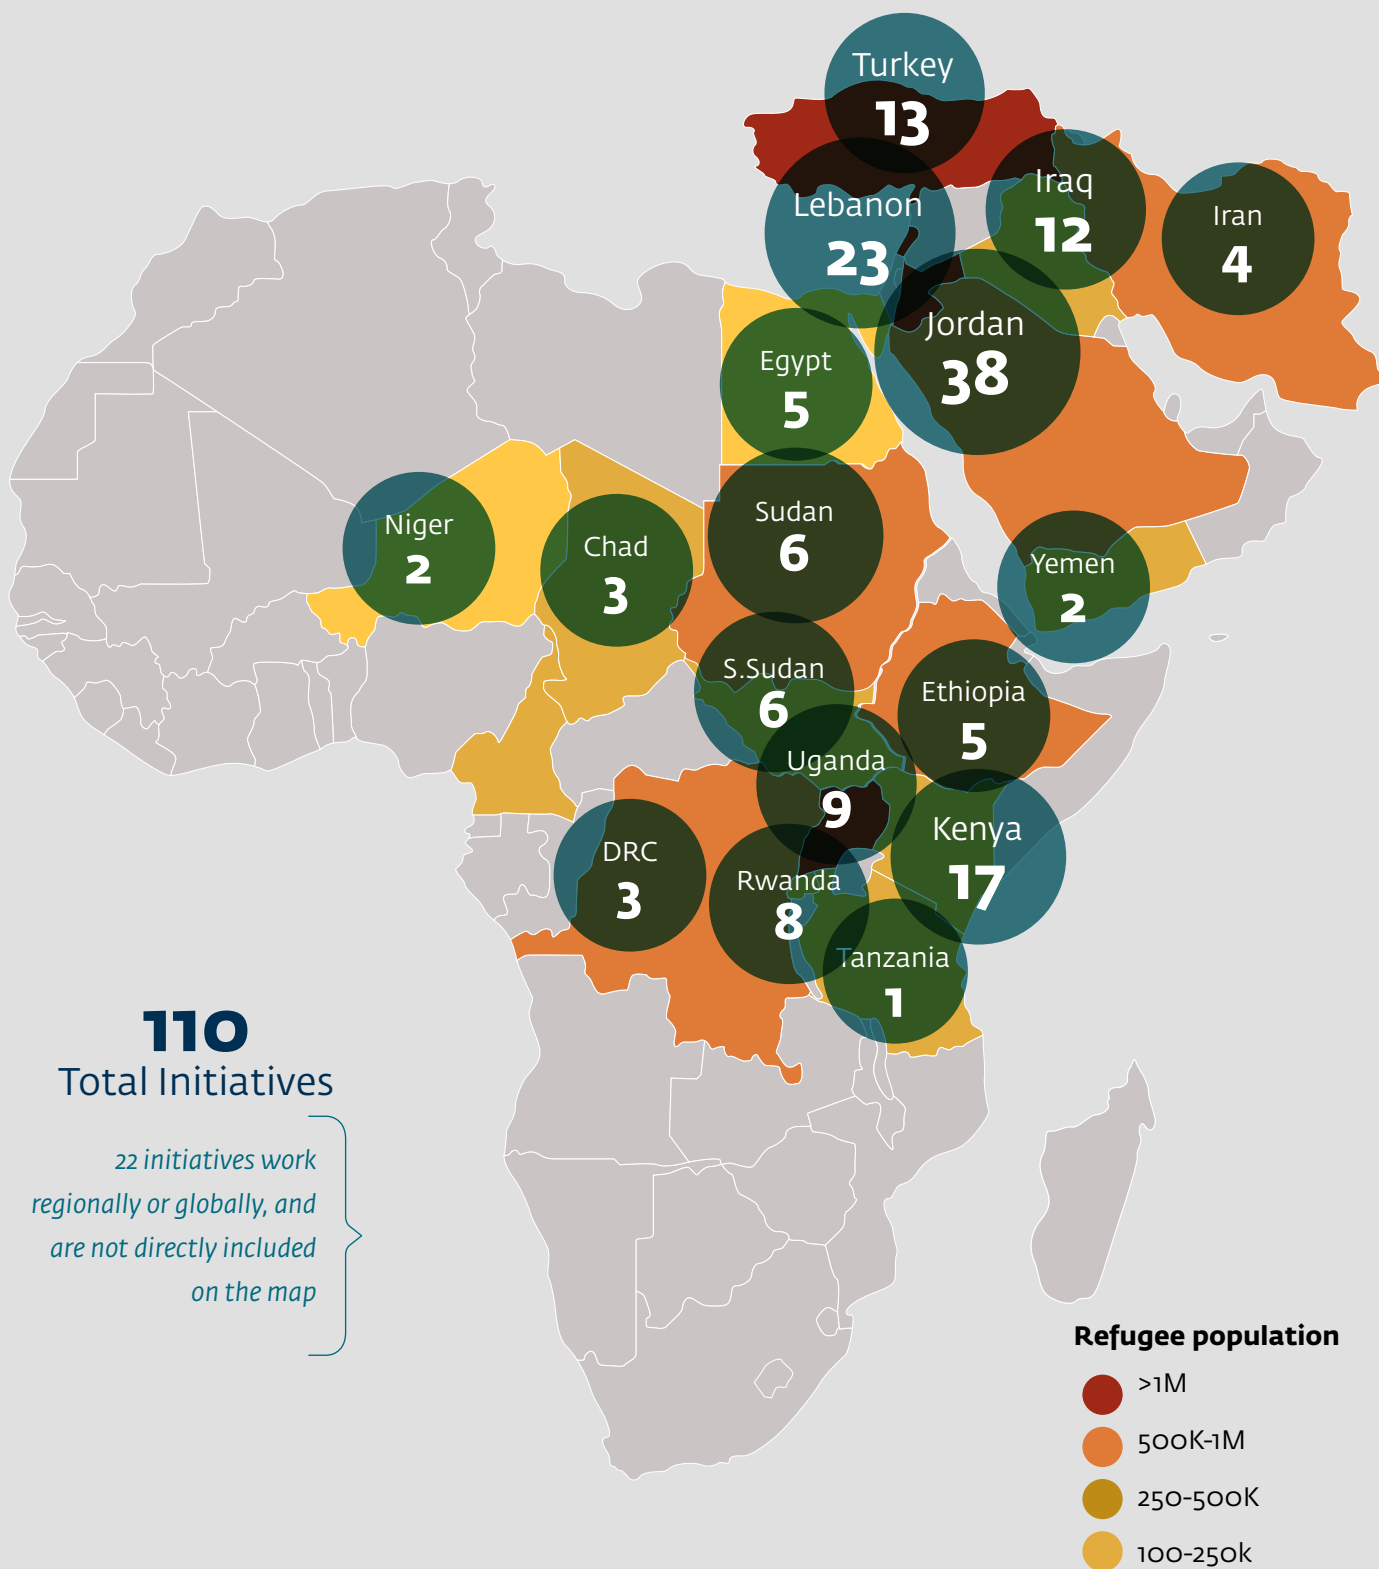 Turkey
13
Lebanon
23
Iraq
12
Iran
4
Jordan
38
Egypt
5
Sudan
6
Niger
2
Chad
3
Yemen
2
S.Sudan
6
Ethiopia
5
Uganda
9
Kenya
17
DRC
3
Rwanda
8
Tanzania
1
110
Total Initiatives
22 initiatives work
regionally or globally, and
are not directly included
on the map
Refugee population
>1M
500K-1M
250-500K
100-250k